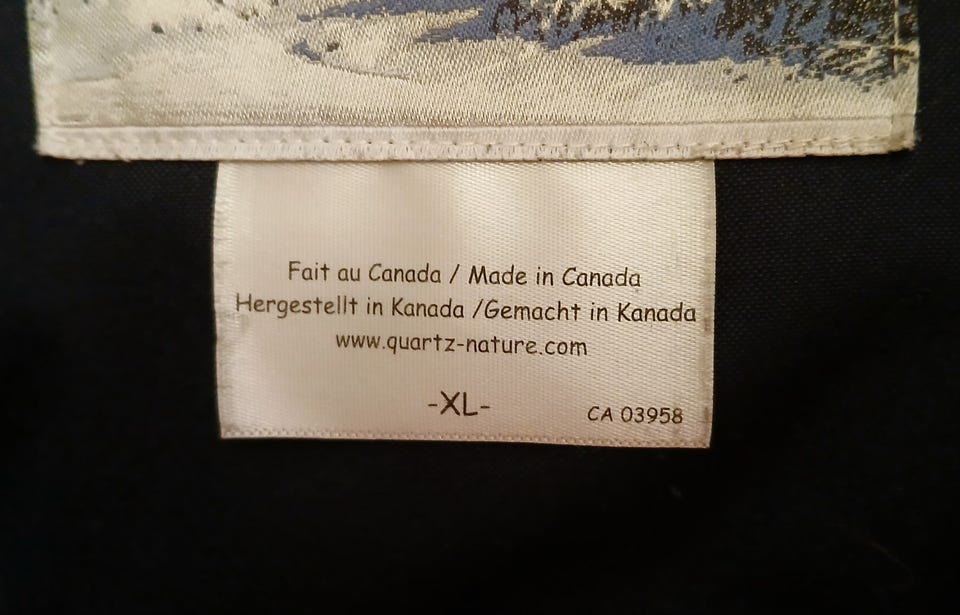 Fait au Canada / Made in Canada
Hergestellt in Kanada /Gemacht in Kanada
www.quartz-nature.com
-XL-
CA 03958